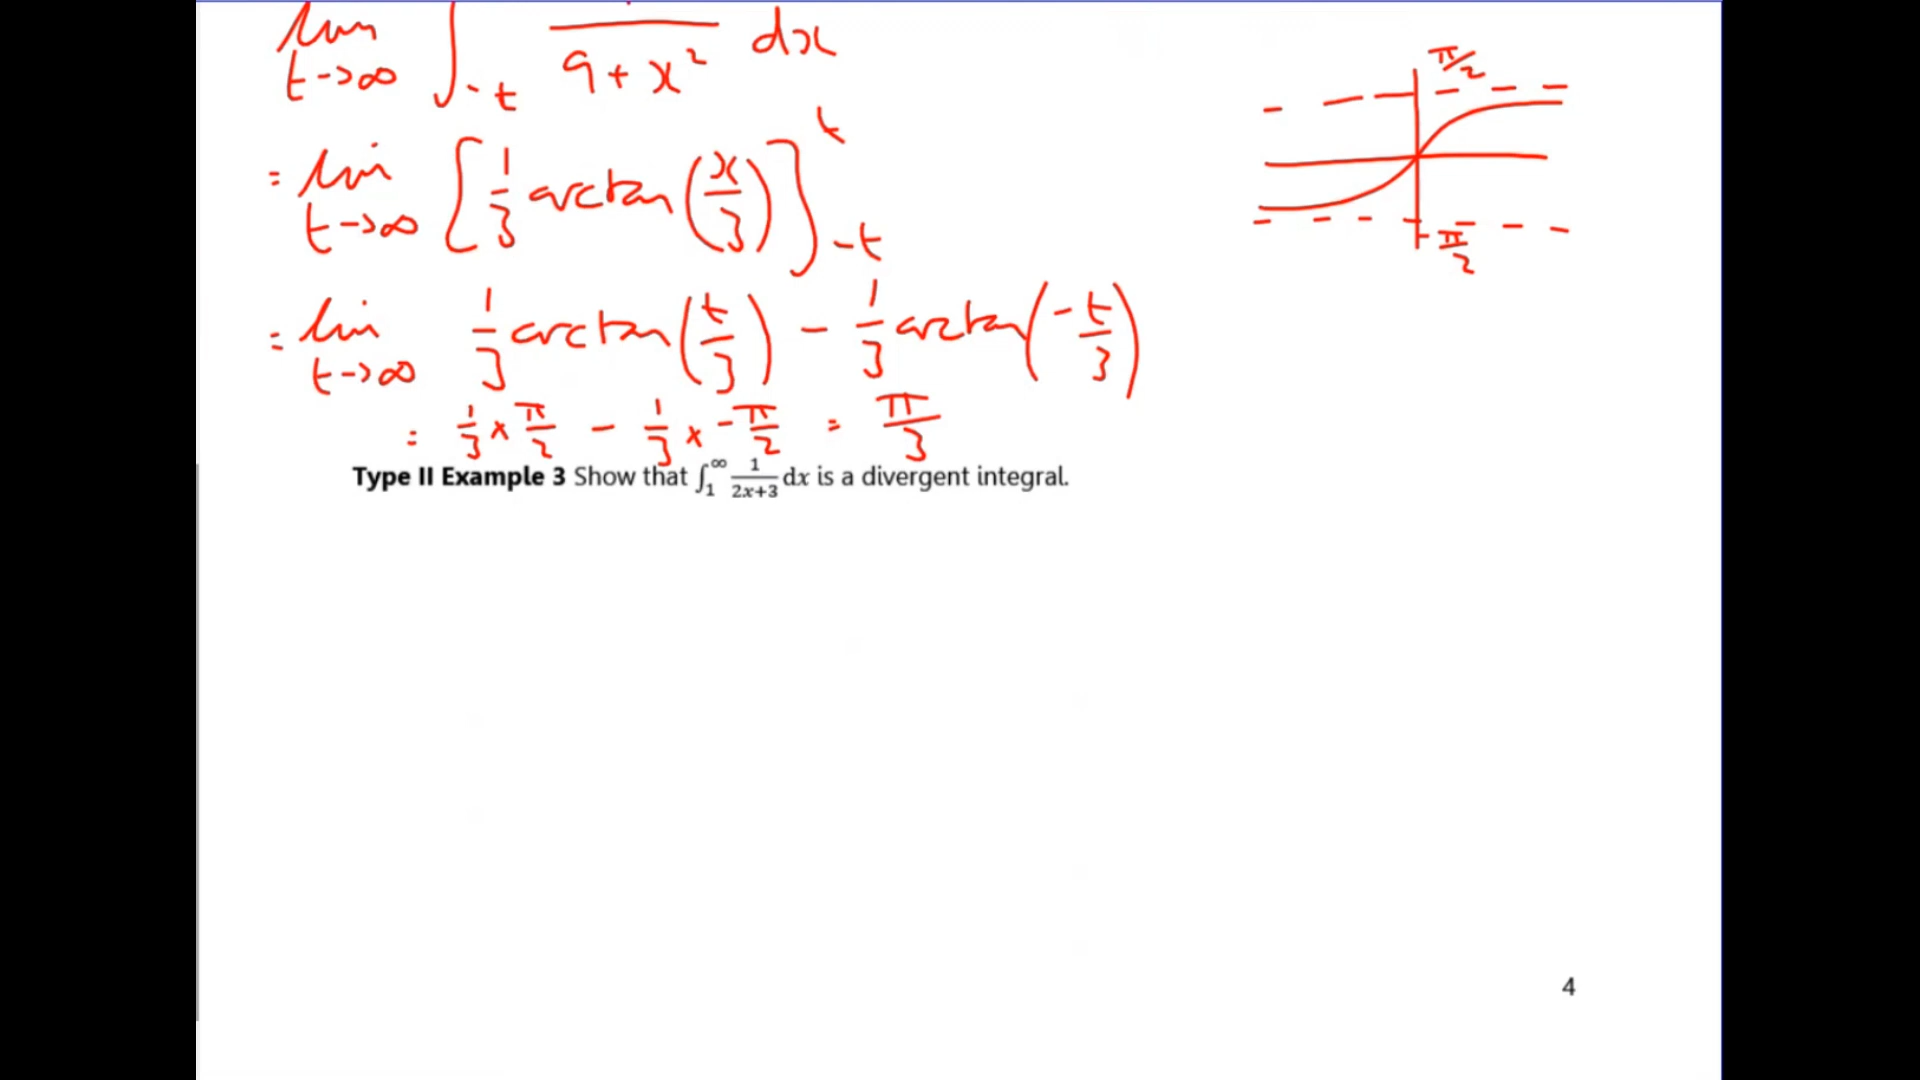 lim t->∞ ∫_-t 1/(9+x²) dx
= lim t->∞ [1/3 arctan(x/3)]_-t^t
= lim t->∞ 1/3 arctan(t/3) - 1/3 arctan(-t/3)
= 1/3 × π/2 - 1/3 × -π/2 = π/3
π/2
-π/2
Type II Example 3 Show that ∫_1^∞ 1/(2x+3) dx is a divergent integral.
4